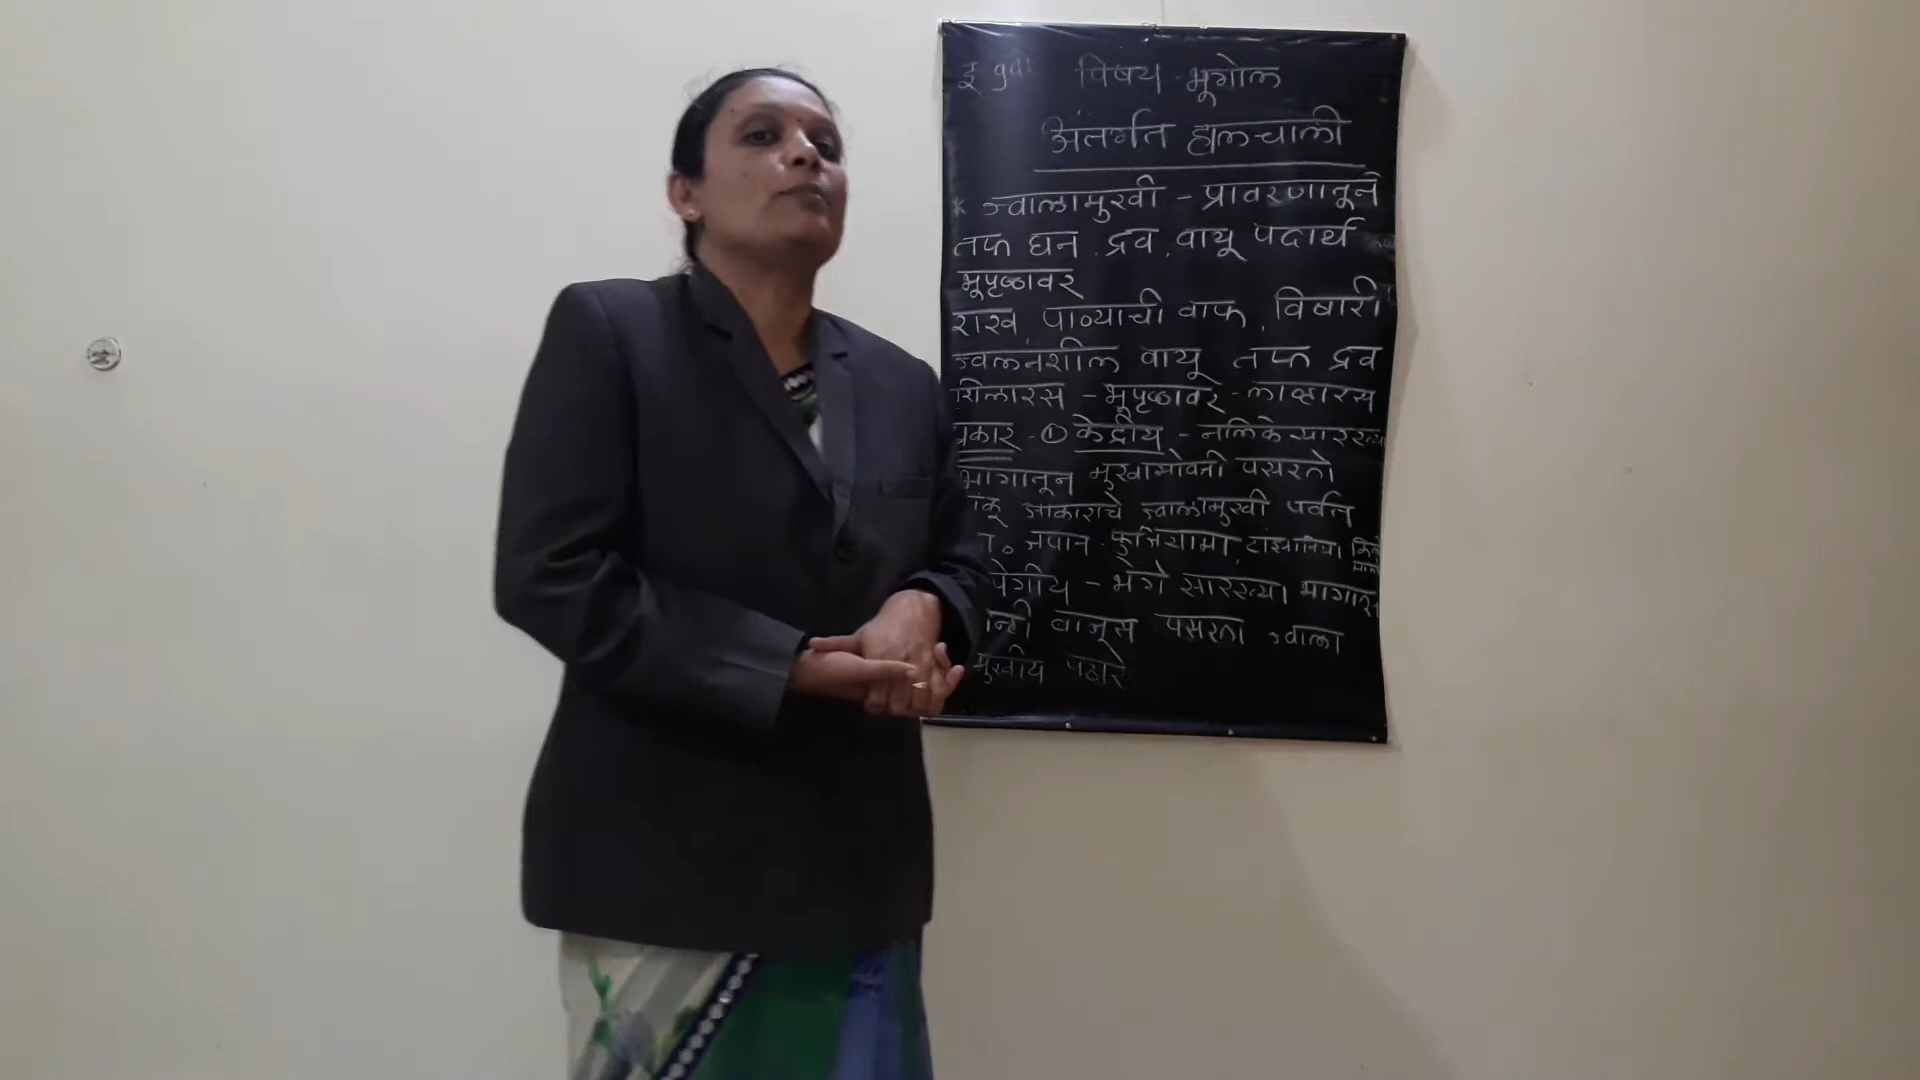 इ 9वी विषय - भूगोल
अंतर्गत हालचाली
* ज्वालामुखी - प्रावरणातून
तप्त घन, द्रव, वायू पदार्थ
भूपृष्ठावर
राख, पाण्याची वाफ, विषारी
ज्वलनशील वायू तप्त द्रव
शिलारस - भूपृष्ठावर - लाव्हारस
प्रकार - ① केंद्रीय - नलिकेसारख्या
भागातून मुखाभोवती पसरतो
शंकू आकाराचे ज्वालामुखी पर्वत
जपान - फुजियामा, टांझानिया
भेगीय - भेगे सारख्या भागातून
बाजूस पसरतो ज्वाला
मुखीय पठारे